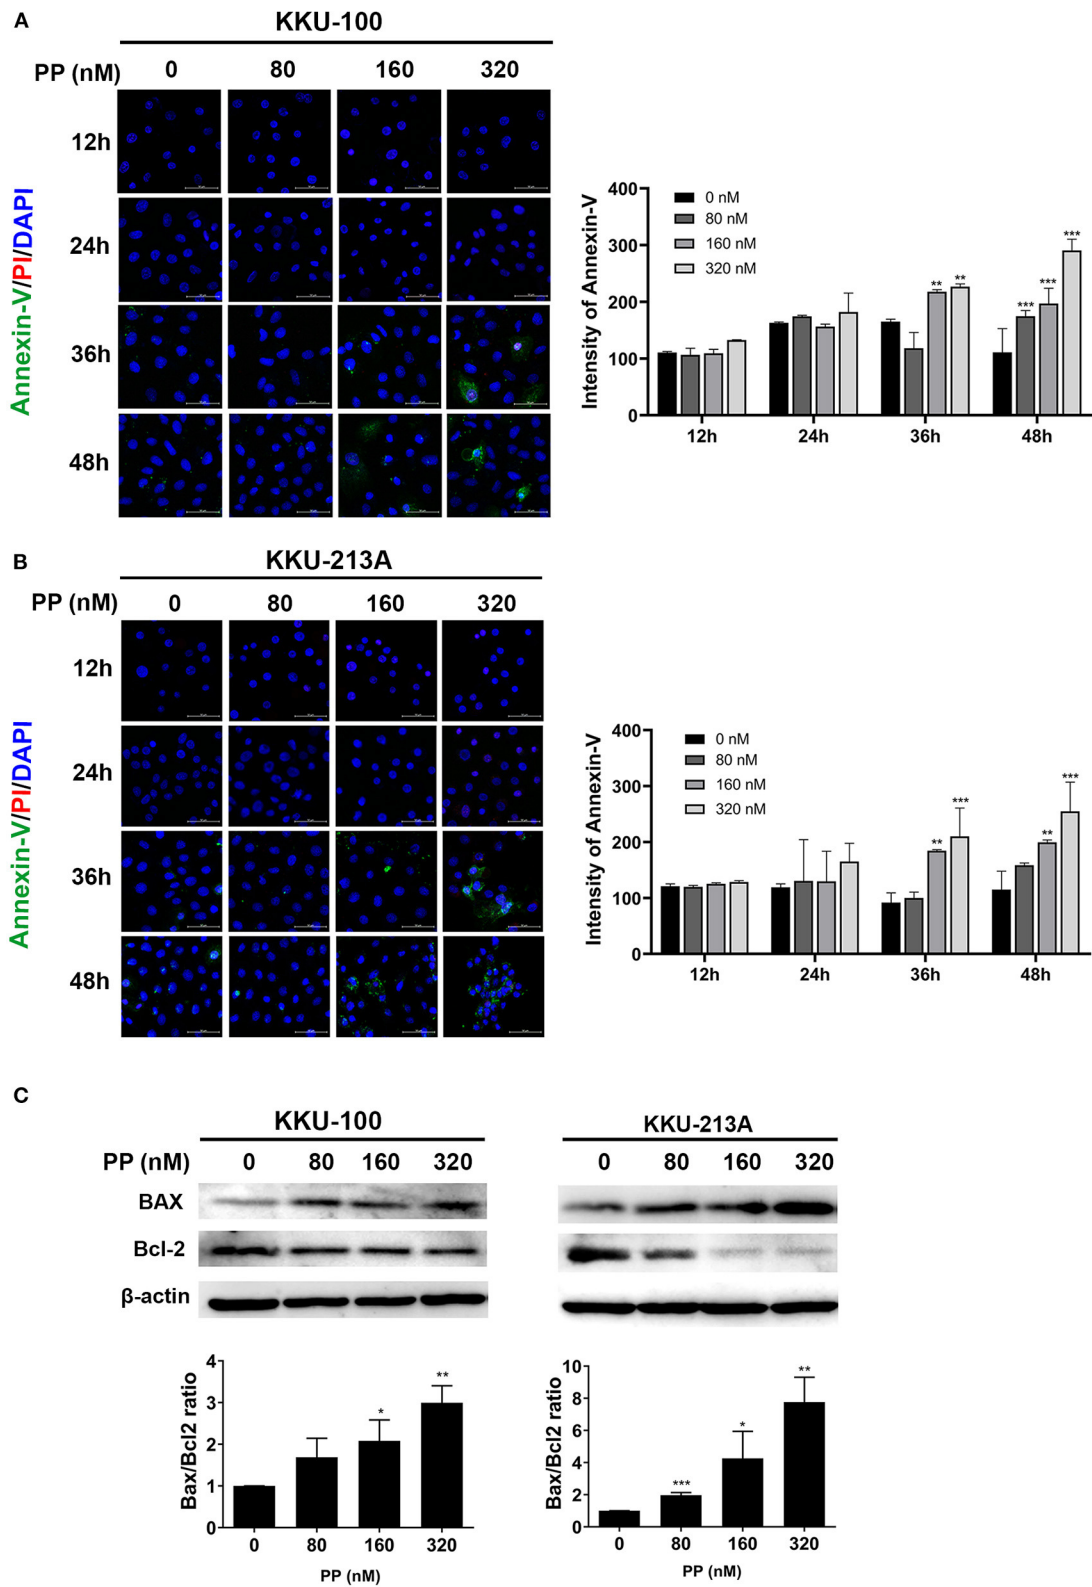 A
KKU-100
PP (nM) 0 80 160 320
Annexin-V/PI/DAPI
12h
24h
36h
48h
Intensity of Annexin-V
400
300
200
100
0
0 nM
80 nM
160 nM
320 nM
** **
*** *** ***
12h 24h 36h 48h
B
KKU-213A
PP (nM) 0 80 160 320
Annexin-V/PI/DAPI
12h
24h
36h
48h
Intensity of Annexin-V
400
300
200
100
0
0 nM
80 nM
160 nM
320 nM
** ***
** ***
12h 24h 36h 48h
C
KKU-100
PP (nM) 0 80 160 320
BAX
Bcl-2
β-actin
KKU-213A
0 80 160 320
Bax/Bcl2 ratio
4
3
2
1
0
* **
0 80 160 320
PP (nM)
Bax/Bcl2 ratio
10
8
6
4
2
0
*** * **
0 80 160 320
PP (nM)